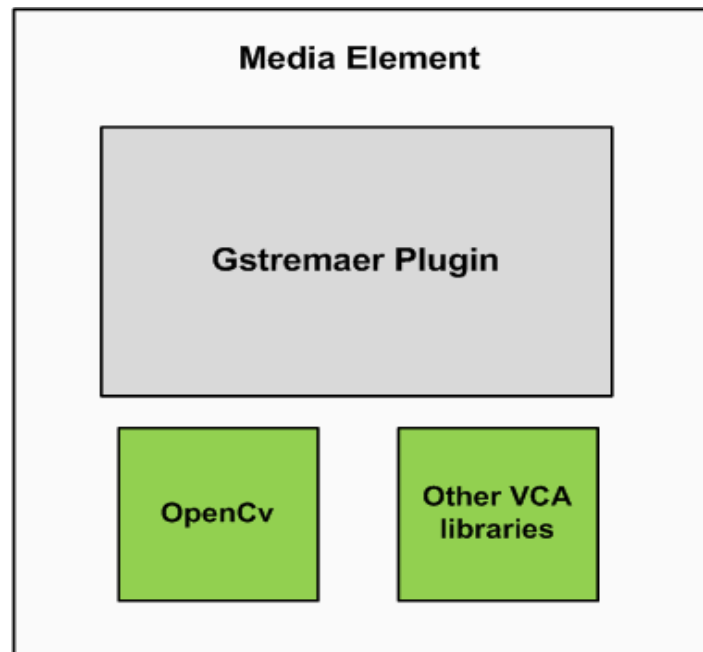 Media Element
Gstremaer Plugin
OpenCv
Other VCA
libraries